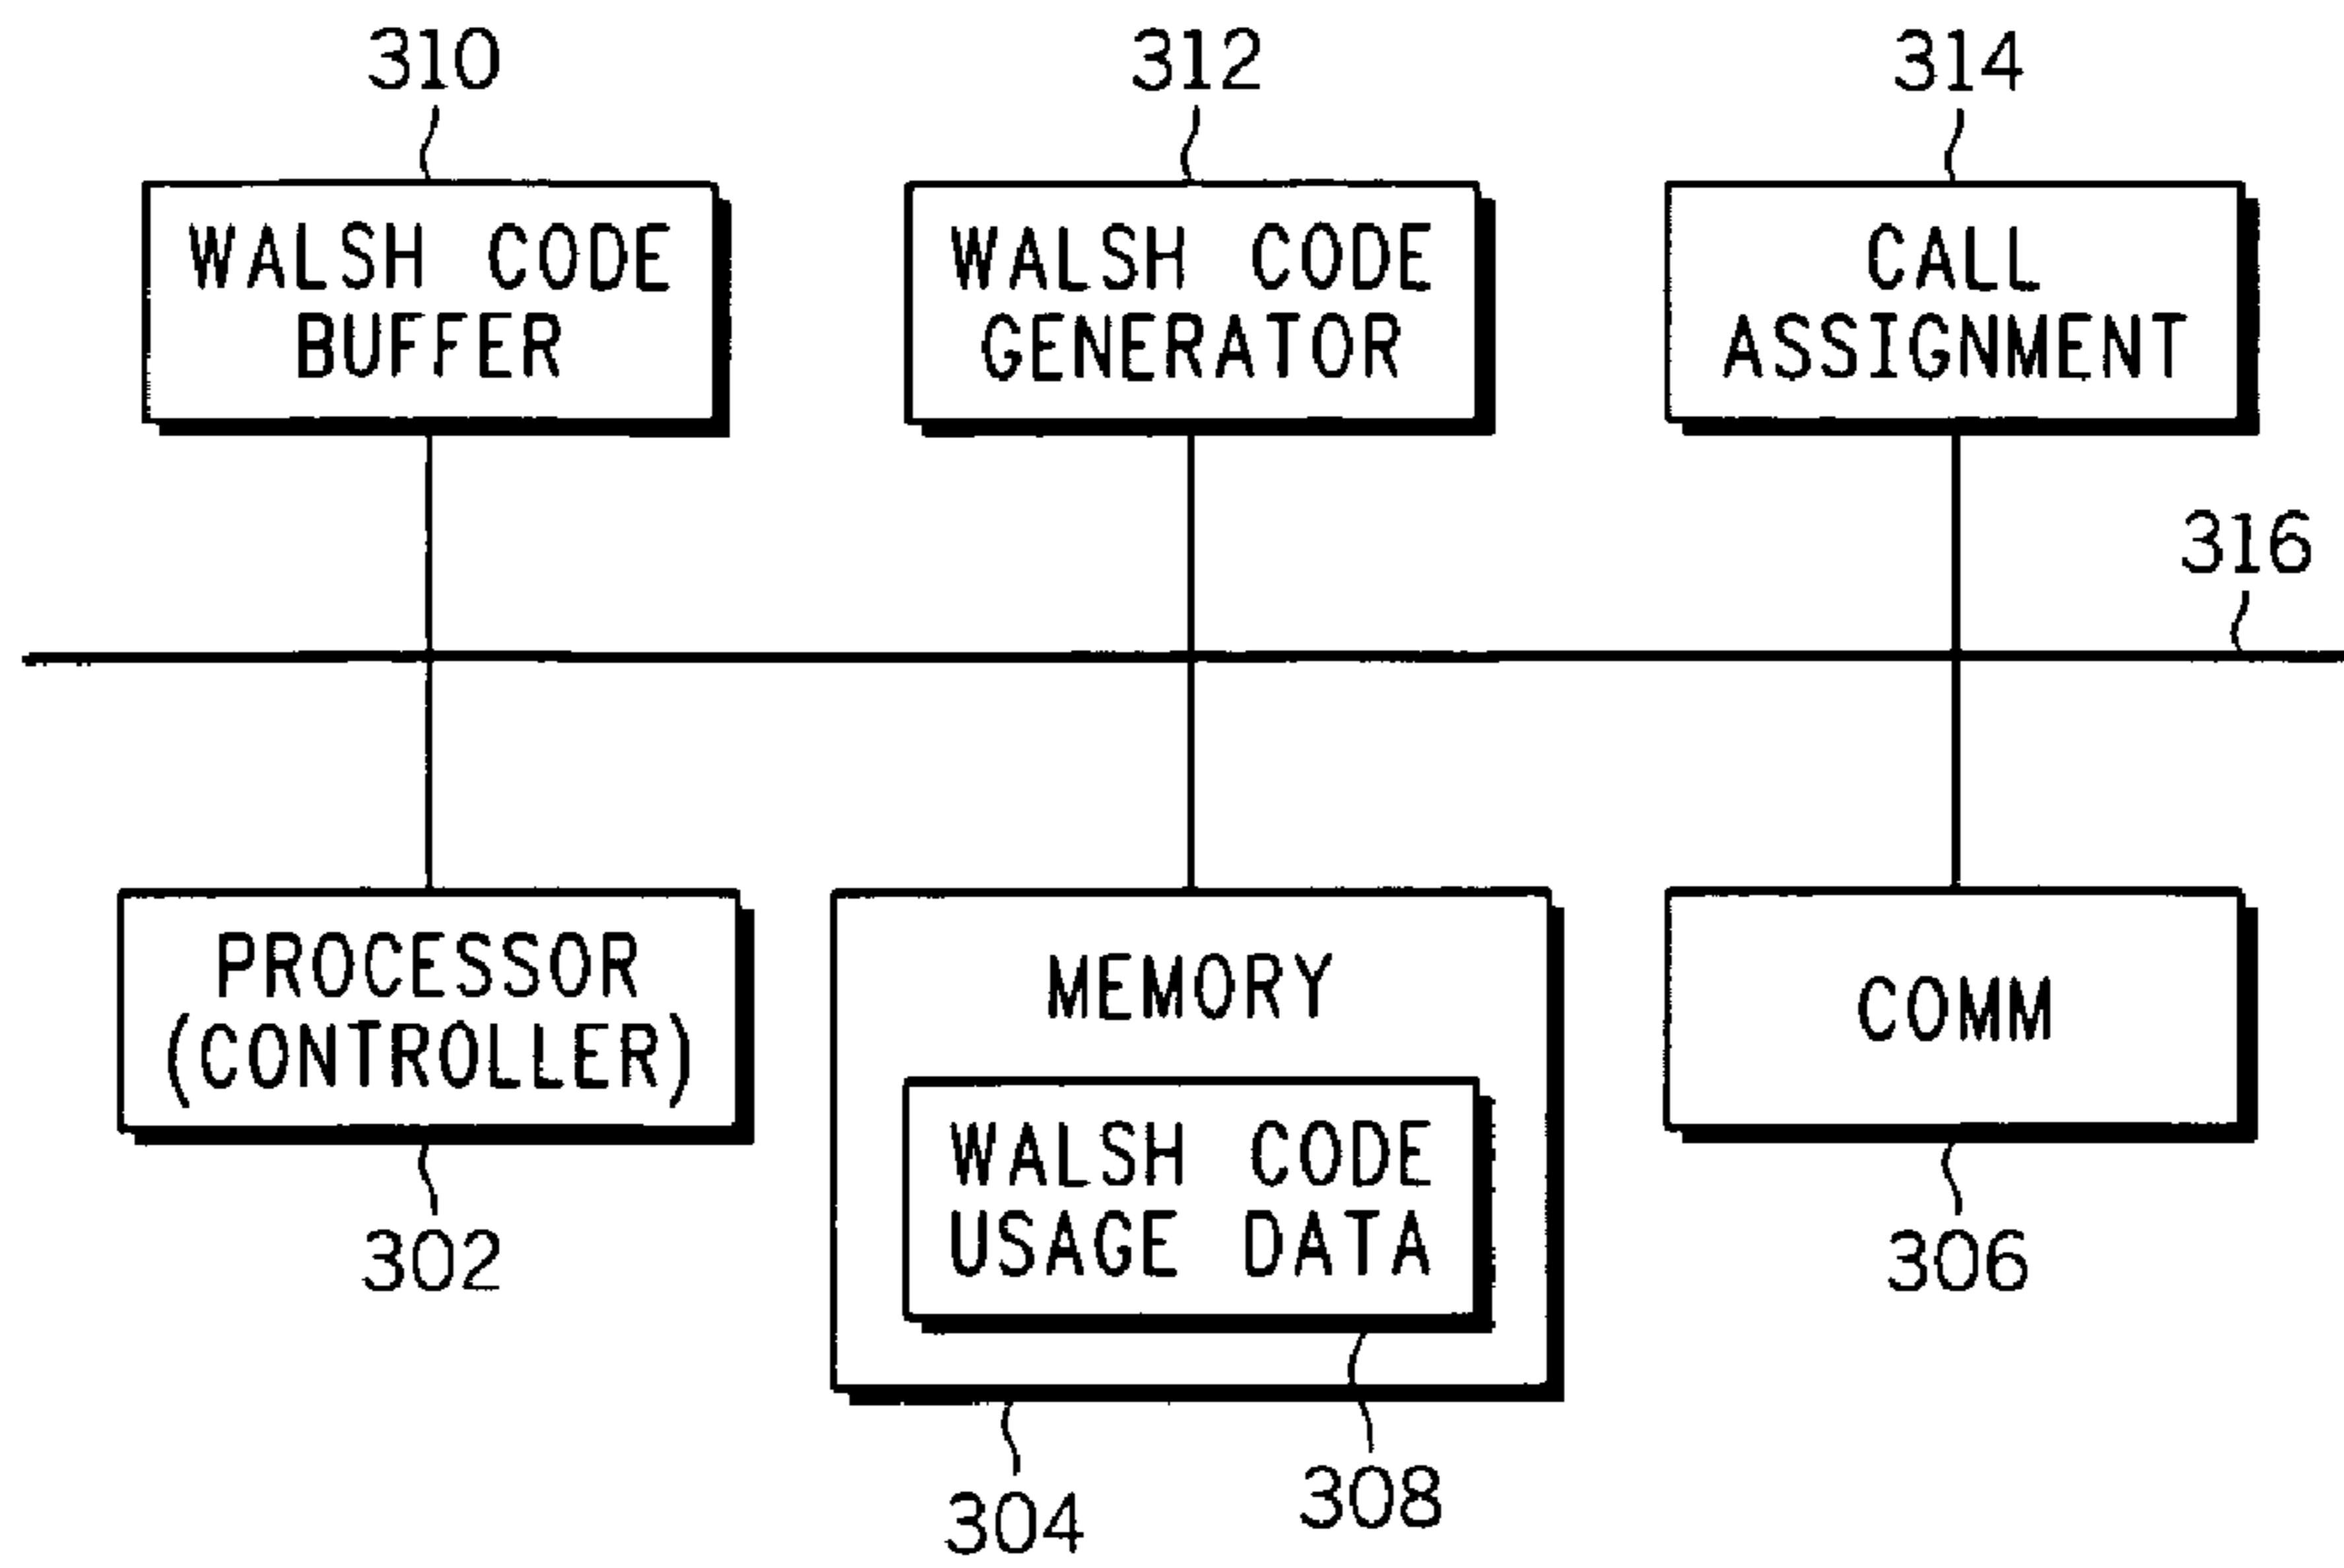 310
312
314
WALSH CODE
BUFFER
WALSH CODE
GENERATOR
CALL
ASSIGNMENT
316
PROCESSOR
(CONTROLLER)
MEMORY
COMM
WALSH CODE
USAGE DATA
302
306
304
308